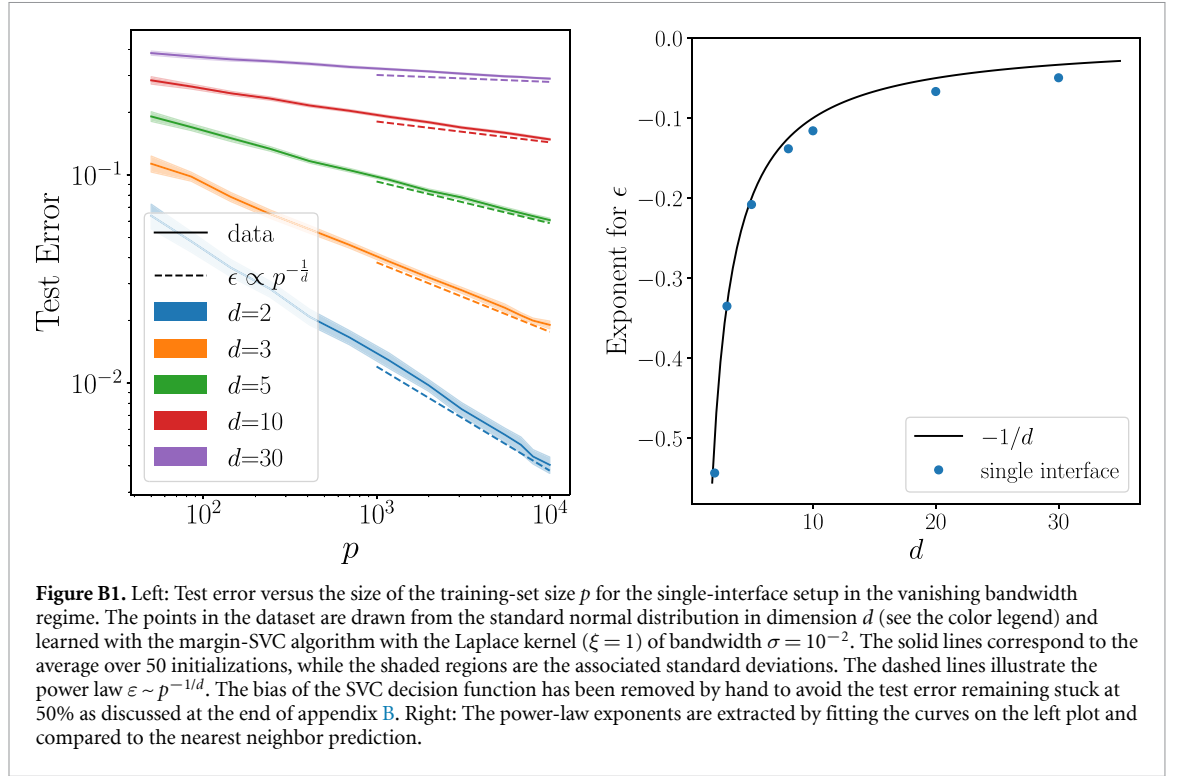 Test Error
10^{-1}
10^{-2}
data
ϵ ∝ p^{-\frac{1}{d}}
d=2
d=3
d=5
d=10
d=30
10^2
10^3
10^4
p
Exponent for ϵ
0.0
−0.1
−0.2
−0.3
−0.4
−0.5
−1/d
single interface
10
20
30
d
Figure B1. Left: Test error versus the size of the training-set size p for the single-interface setup in the vanishing bandwidth
regime. The points in the dataset are drawn from the standard normal distribution in dimension d (see the color legend) and
learned with the margin-SVC algorithm with the Laplace kernel (ξ = 1) of bandwidth σ = 10^{−2}. The solid lines correspond to the
average over 50 initializations, while the shaded regions are the associated standard deviations. The dashed lines illustrate the
power law ε ~ p^{−1/d}. The bias of the SVC decision function has been removed by hand to avoid the test error remaining stuck at
50% as discussed at the end of appendix B. Right: The power-law exponents are extracted by fitting the curves on the left plot and
compared to the nearest neighbor prediction.